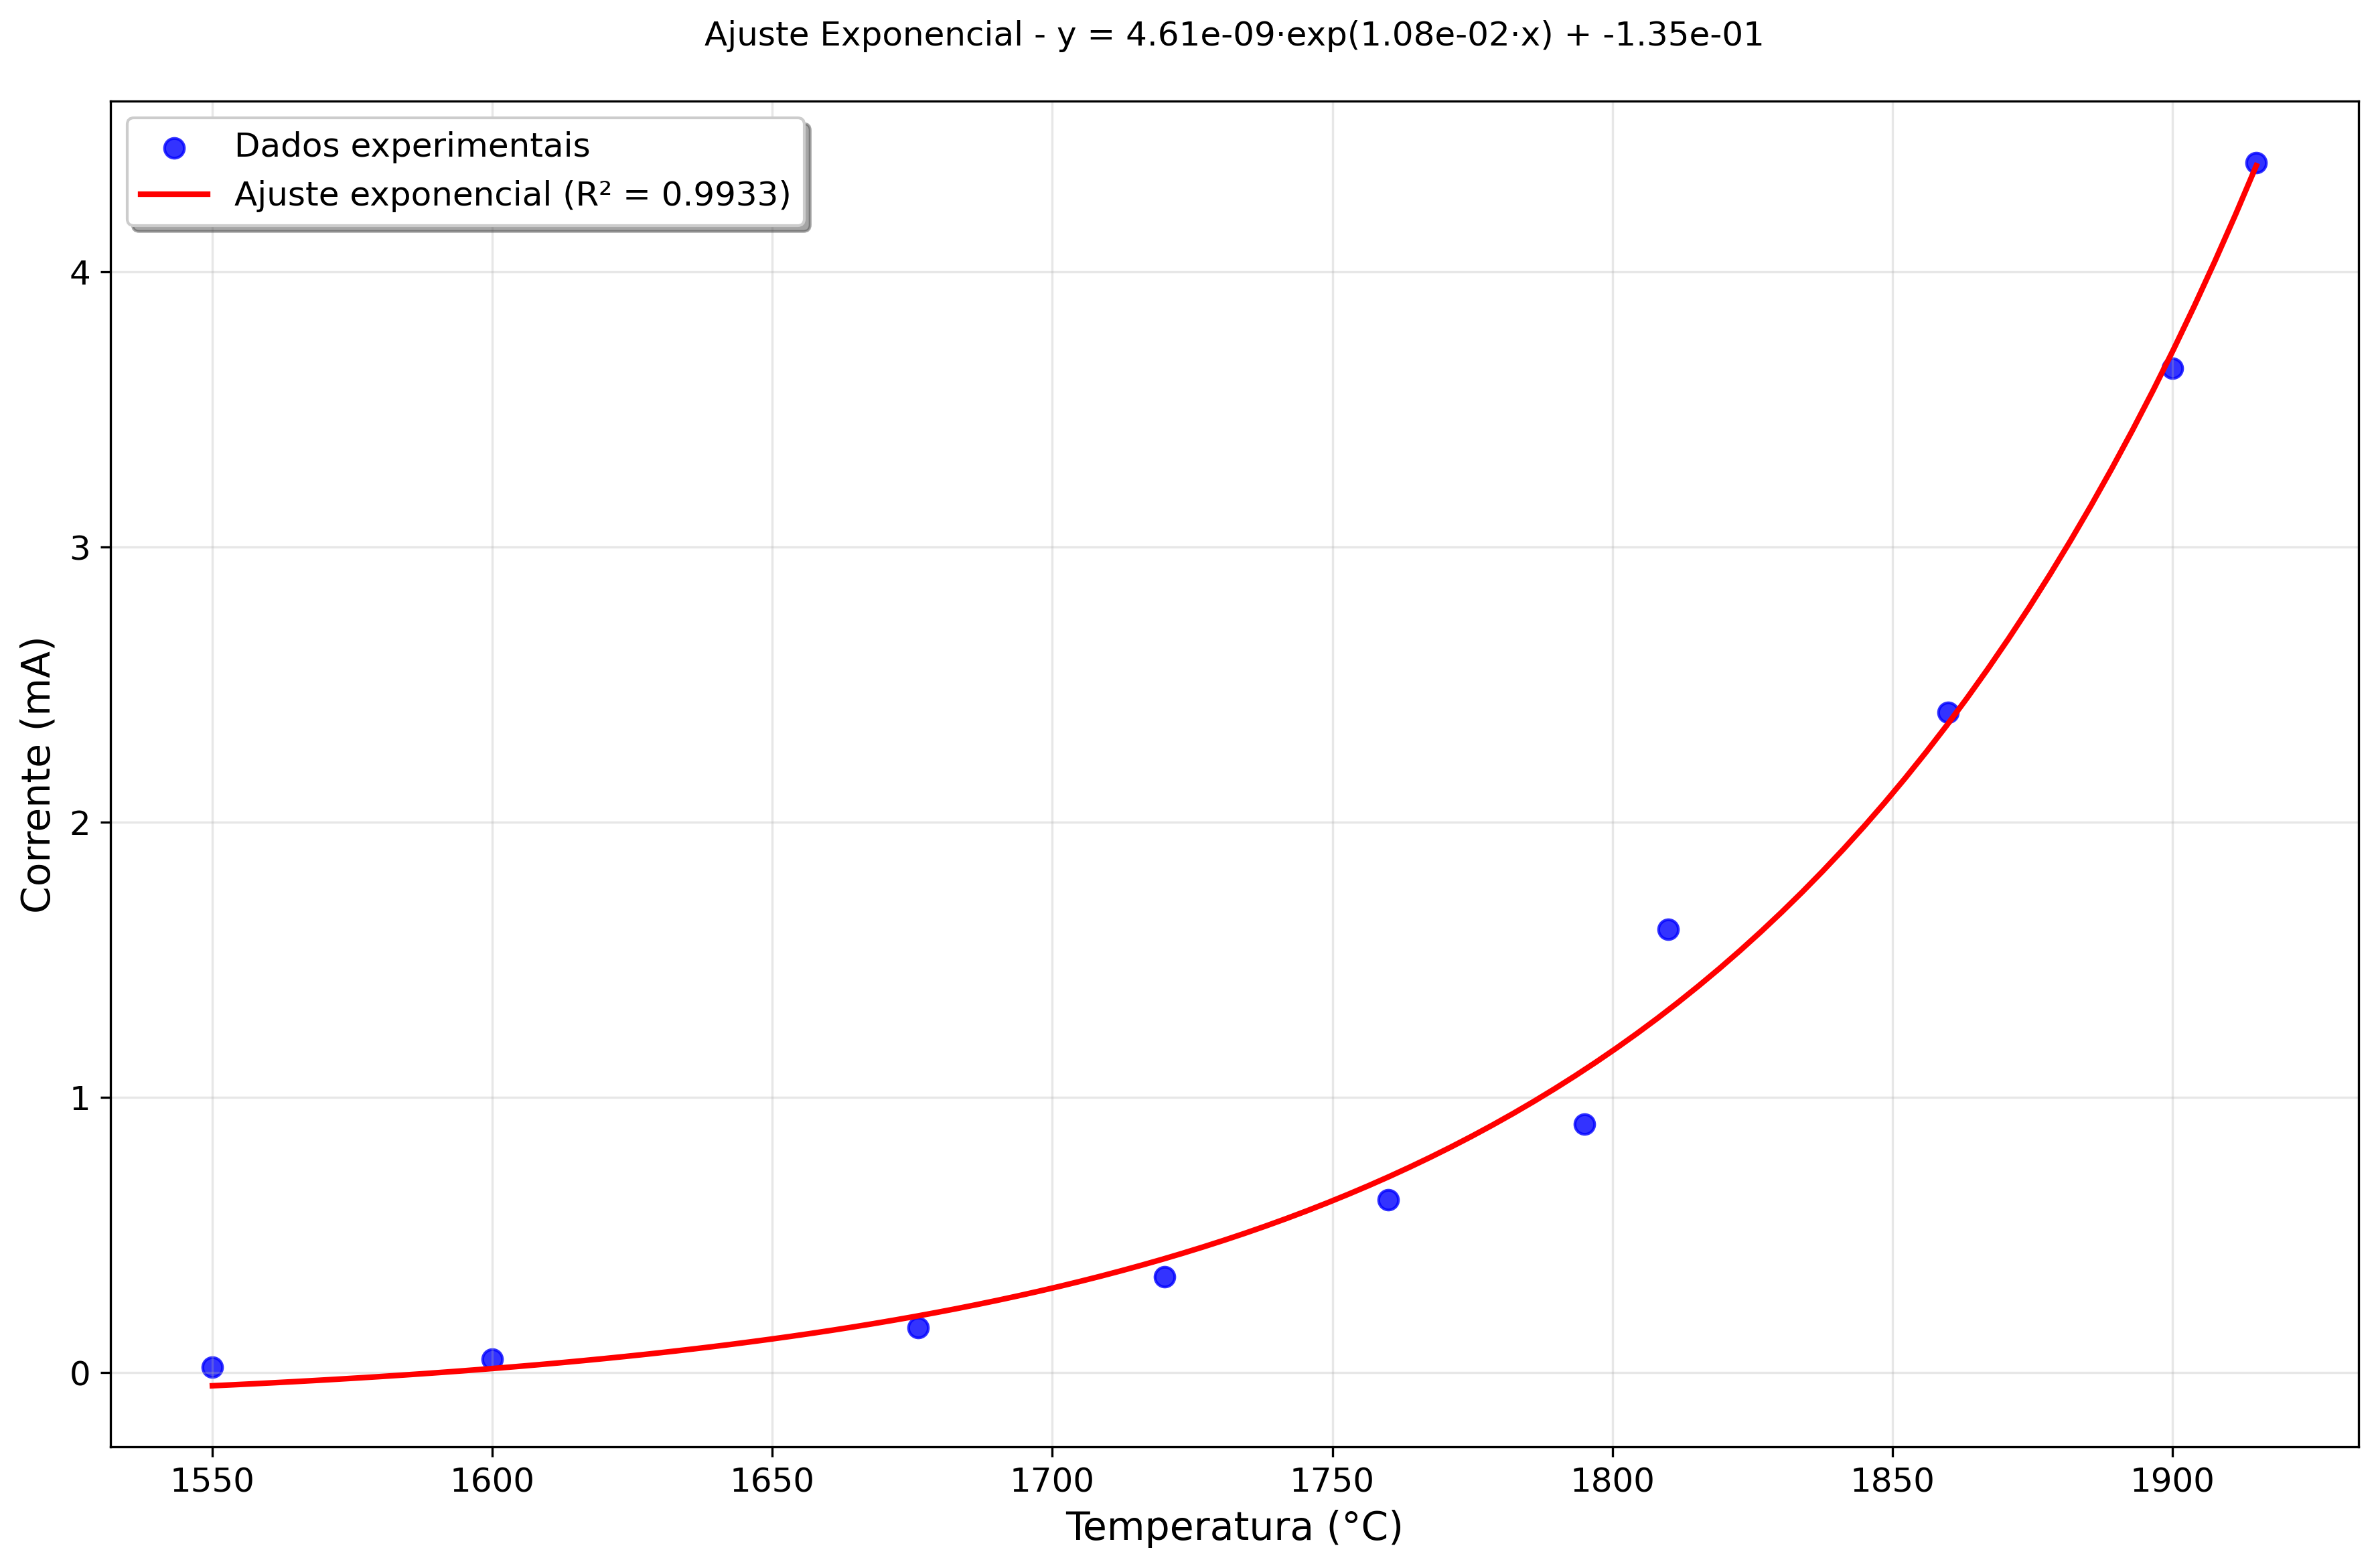 Ajuste Exponencial - y = 4.61e-09·exp(1.08e-02·x) + -1.35e-01
Dados experimentais
Ajuste exponencial (R² = 0.9933)
4
3
2
1
0
Corrente (mA)
1550 1600 1650 1700 1750 1800 1850 1900
Temperatura (°C)